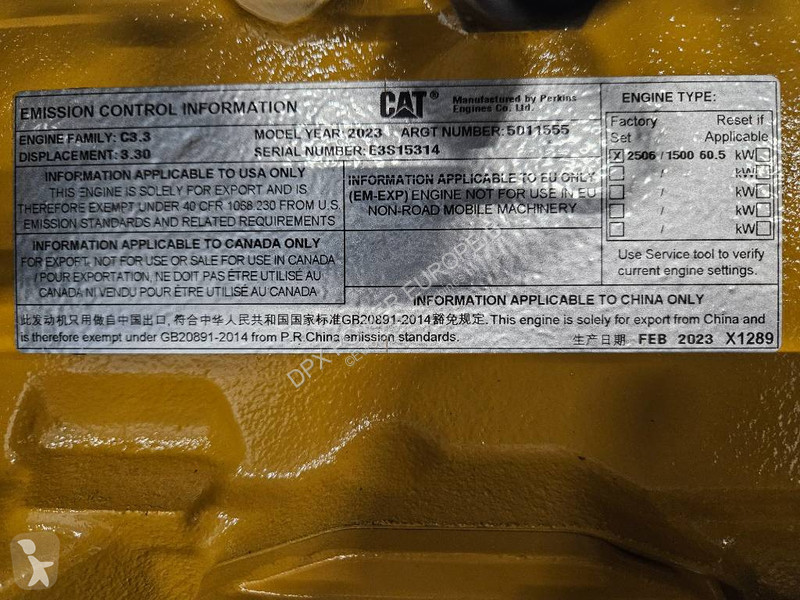 EMISSION CONTROL INFORMATION
CAT®
Manufactured by Perkins
Engines Co. Ltd.
ENGINE FAMILY: C3.3 MODEL YEAR: 2023 ARGT NUMBER: 5011555
DISPLACEMENT: 3.30 SERIAL NUMBER: E3S15314
INFORMATION APPLICABLE TO USA ONLY
THIS ENGINE IS SOLELY FOR EXPORT AND IS
THEREFORE EXEMPT UNDER 40 CFR 1068.230 FROM U.S.
EMISSION STANDARDS AND RELATED REQUIREMENTS
INFORMATION APPLICABLE TO CANADA ONLY
FOR EXPORT. NOT FOR USE OR SALE FOR USE IN CANADA
/ POUR EXPORTATION, NE DOIT PAS ÊTRE UTILISÉ AU
CANADA NI VENDU POUR ÊTRE UTILISÉ AU CANADA
INFORMATION APPLICABLE TO EU ONLY
(EM-EXP) ENGINE NOT FOR USE IN EU
NON-ROAD MOBILE MACHINERY
ENGINE TYPE:
Factory Reset if
Set Applicable
X 2506 / 1500 60.5 kW
/ kW
/ kW
/ kW
/ kW
Use Service tool to verify
current engine settings.
INFORMATION APPLICABLE TO CHINA ONLY
此发动机只用做自中国出口,符合中华人民共和国国家标准GB20891-2014豁免规定. This engine is solely for export from China and
is therefore exempt under GB20891-2014 from P.R.China emission standards.
生产日期 FEB 2023 X1289